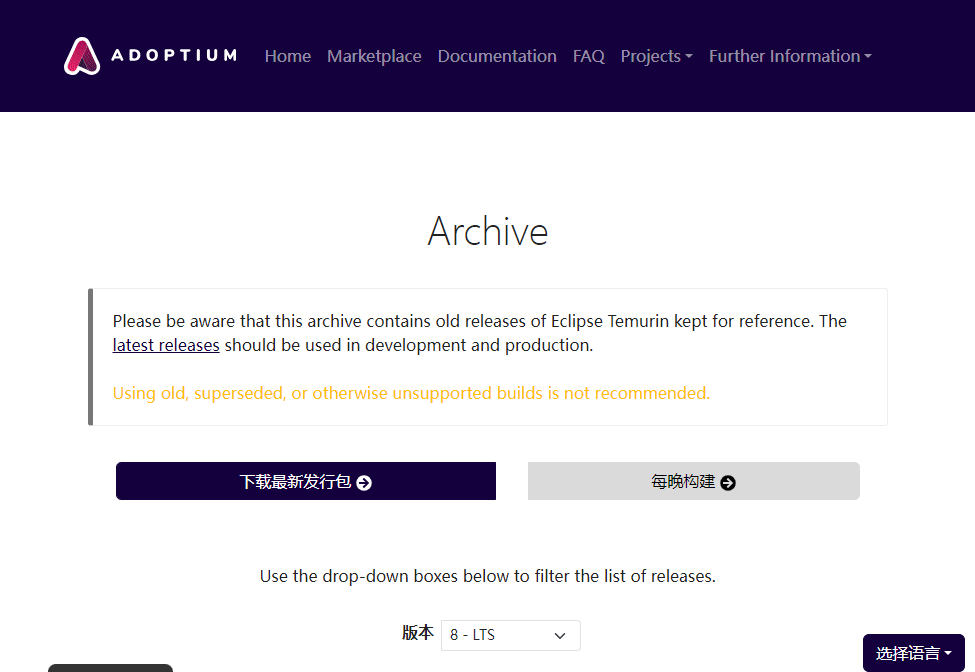 ADOPTIUM Home Marketplace Documentation FAQ Projects Further Information
Archive
Please be aware that this archive contains old releases of Eclipse Temurin kept for reference. The
latest releases should be used in development and production.
Using old, superseded, or otherwise unsupported builds is not recommended.
下载最新发行包 每晚构建
Use the drop-down boxes below to filter the list of releases.
版本 8 - LTS
选择语言